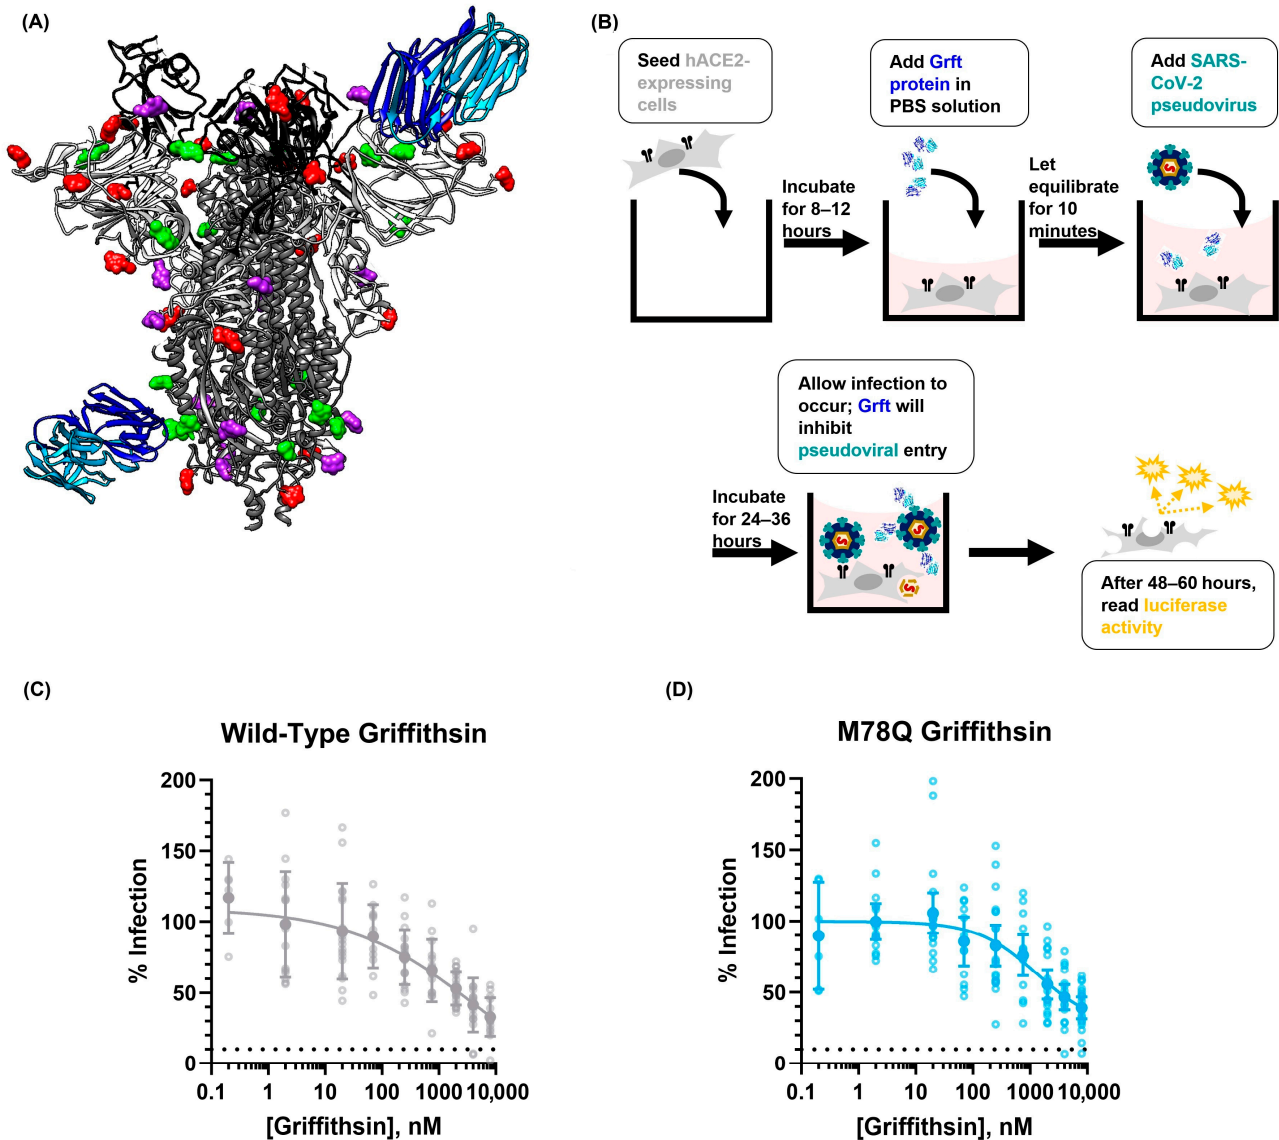 (A)
(B)
Seed hACE2-
expressing
cells
Add Grft
protein in
PBS solution
Add SARS-
CoV-2
pseudovirus
Incubate
for 8–12
hours
Let
equilibrate
for 10
minutes
S
Allow infection to
occur; Grft will
inhibit
pseudoviral entry
Incubate
for 24–36
hours
S
S
S
After 48–60 hours,
read luciferase
activity
(C)
Wild-Type Griffithsin
% Infection
200
150
100
50
0
0.1 1 10 100 1000 10,000
[Griffithsin], nM
(D)
M78Q Griffithsin
% Infection
200
150
100
50
0
0.1 1 10 100 1000 10,000
[Griffithsin], nM